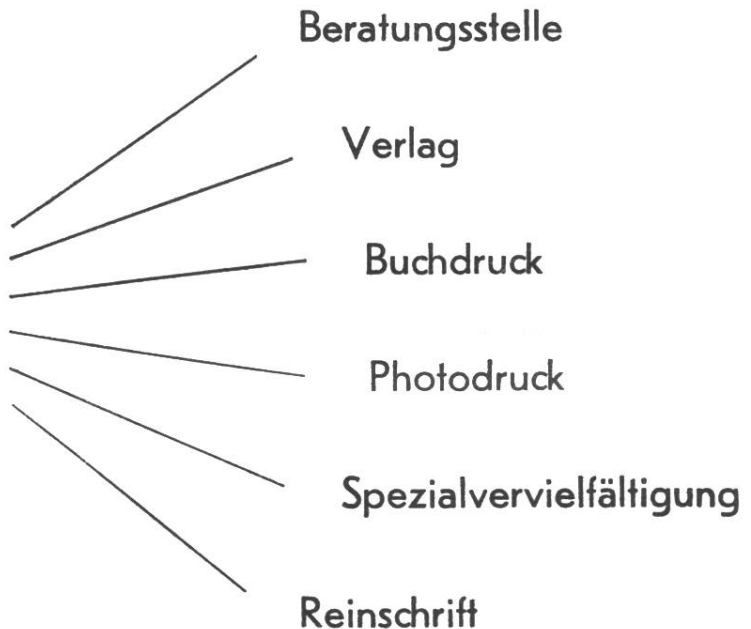 Beratungsstelle
Verlag
Buchdruck
Photodruck
Spezialvervielfältigung
Reinschrift